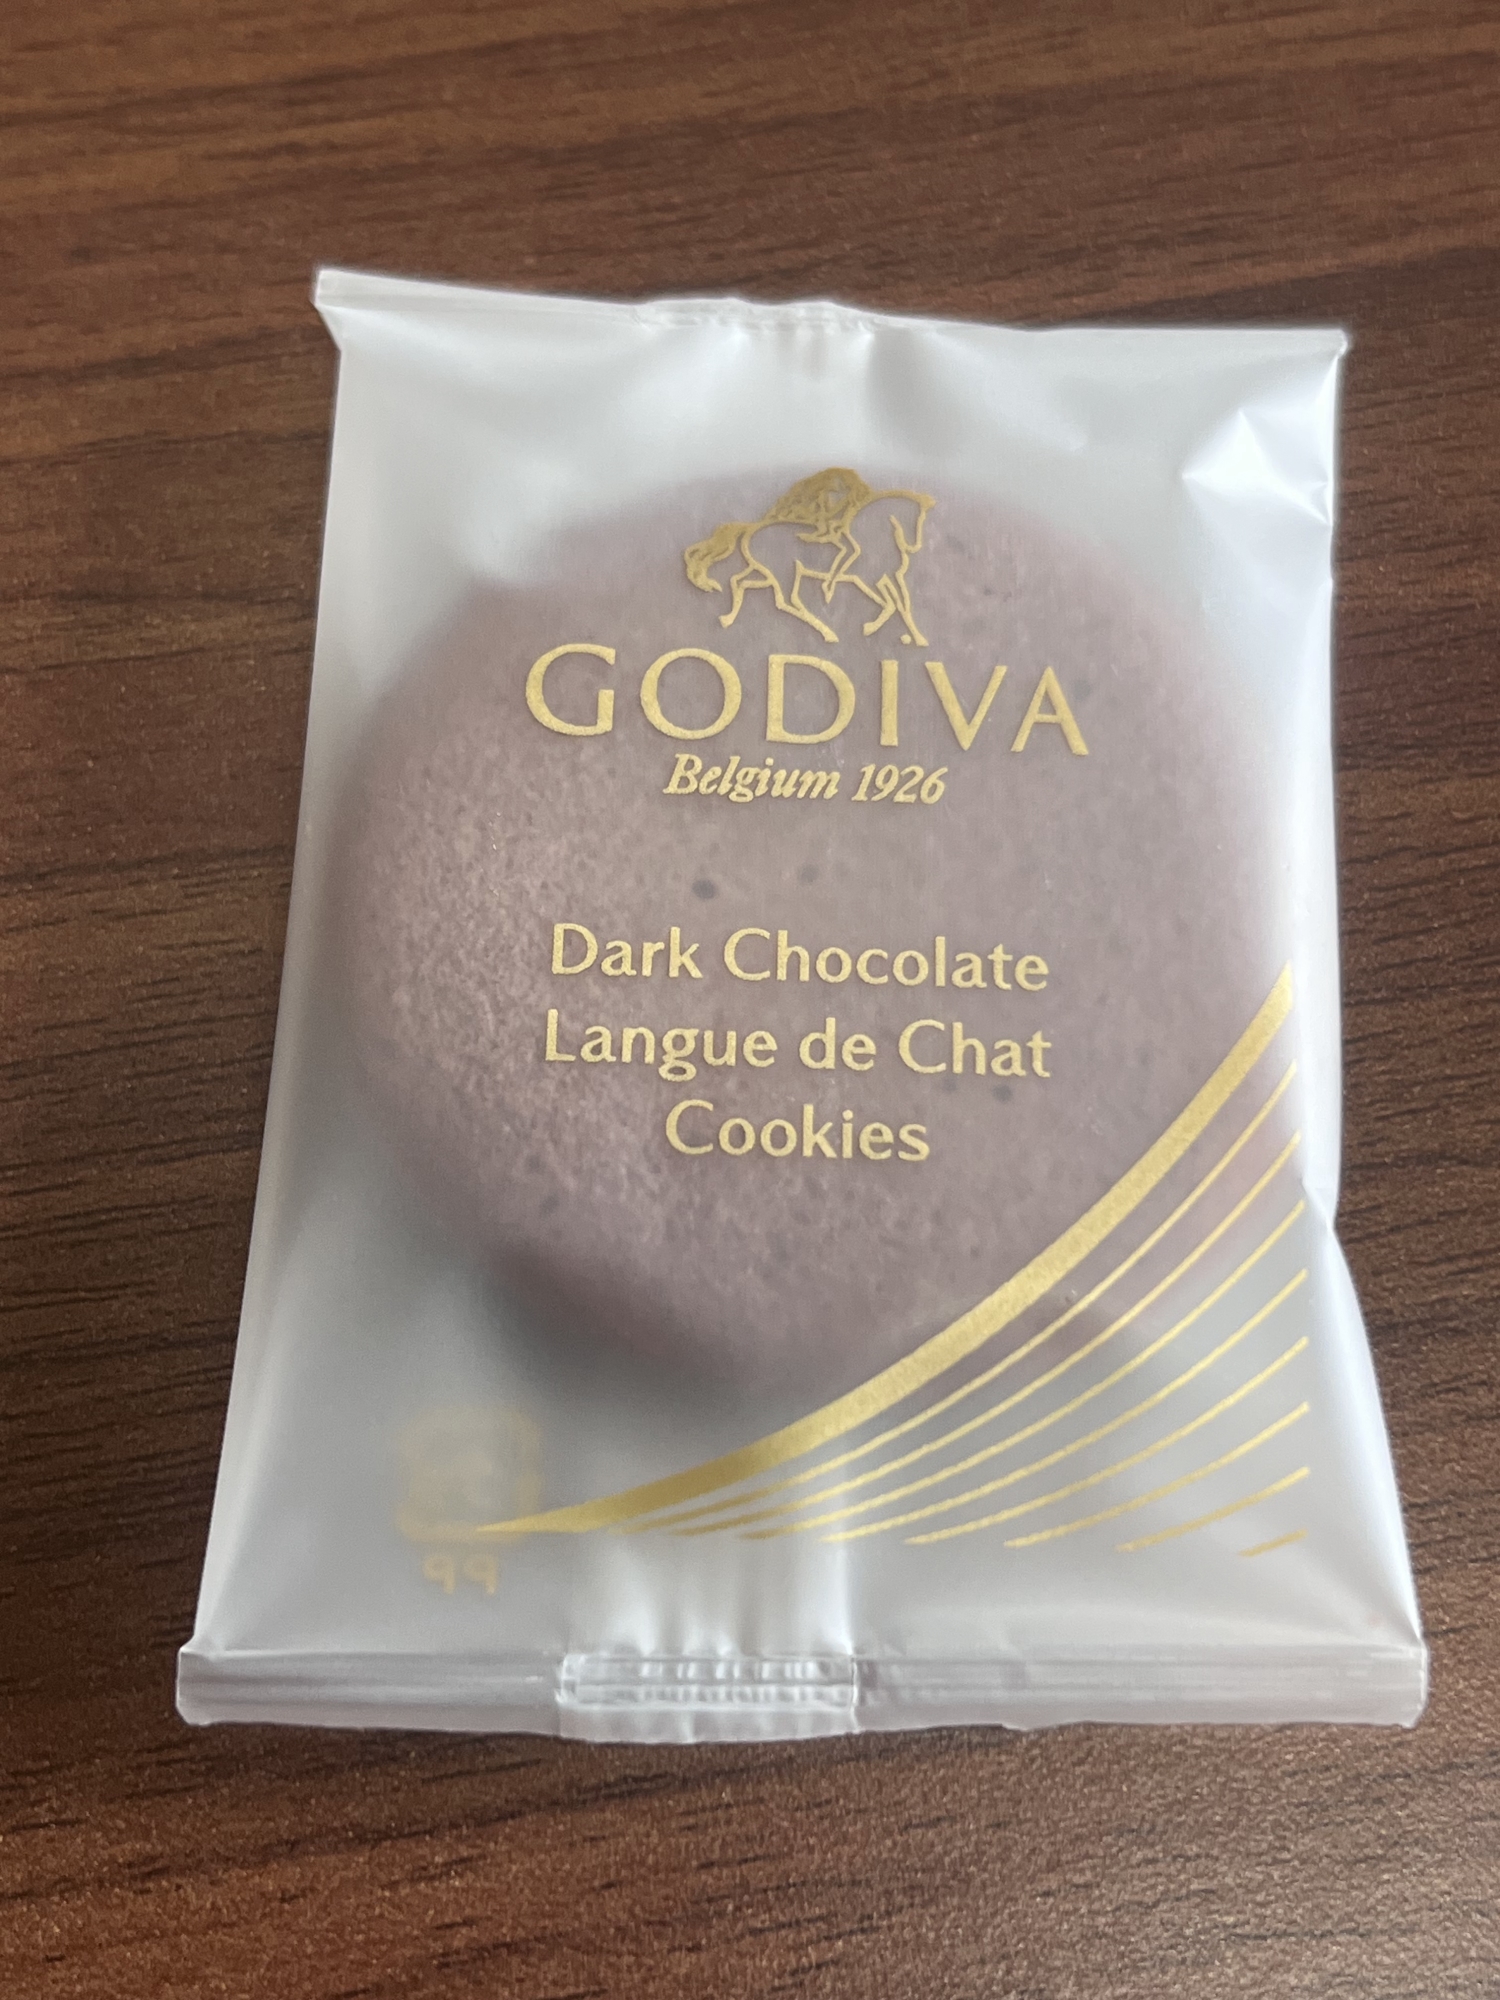 GODIVA
Belgium 1926
Dark Chocolate
Langue de Chat
Cookies